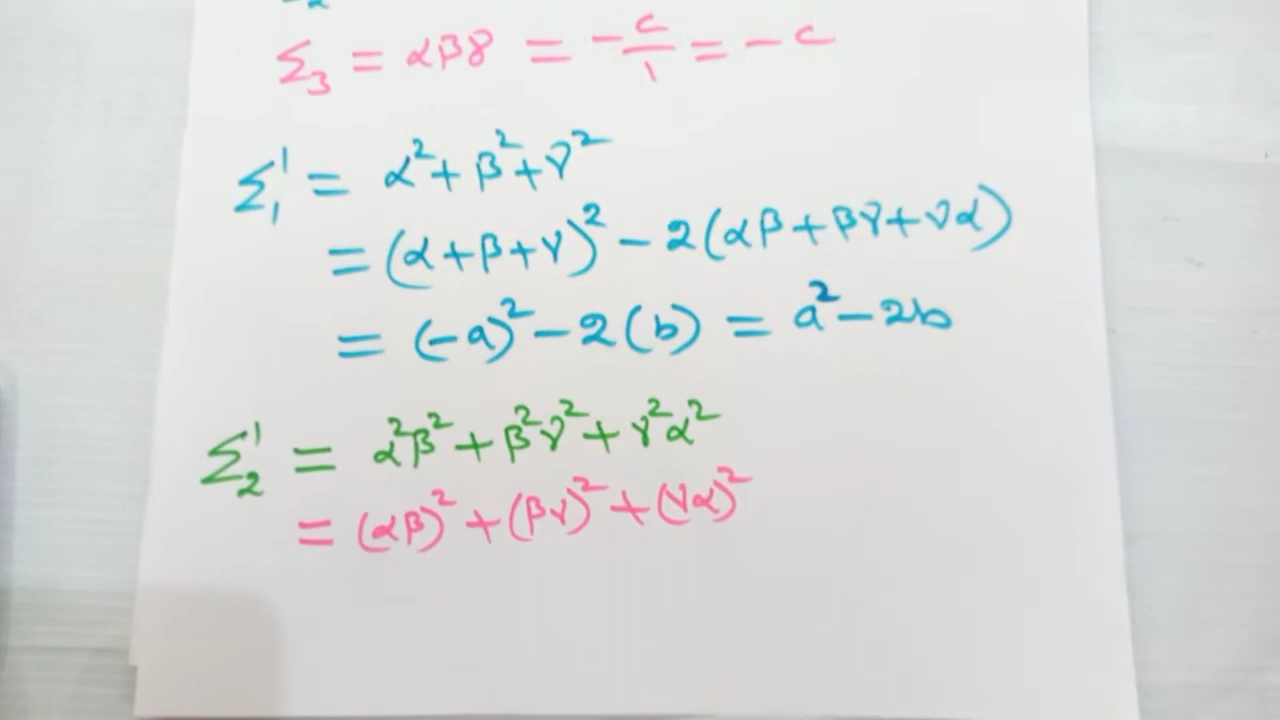 Σ₃ = αβγ = -c/1 = -c
Σ₁' = α² + β² + γ²
= (α+β+γ)² - 2(αβ+βγ+γα)
= (-a)² - 2(b) = a² - 2b
Σ₂' = α²β² + β²γ² + γ²α²
= (αβ)² + (βγ)² + (γα)²